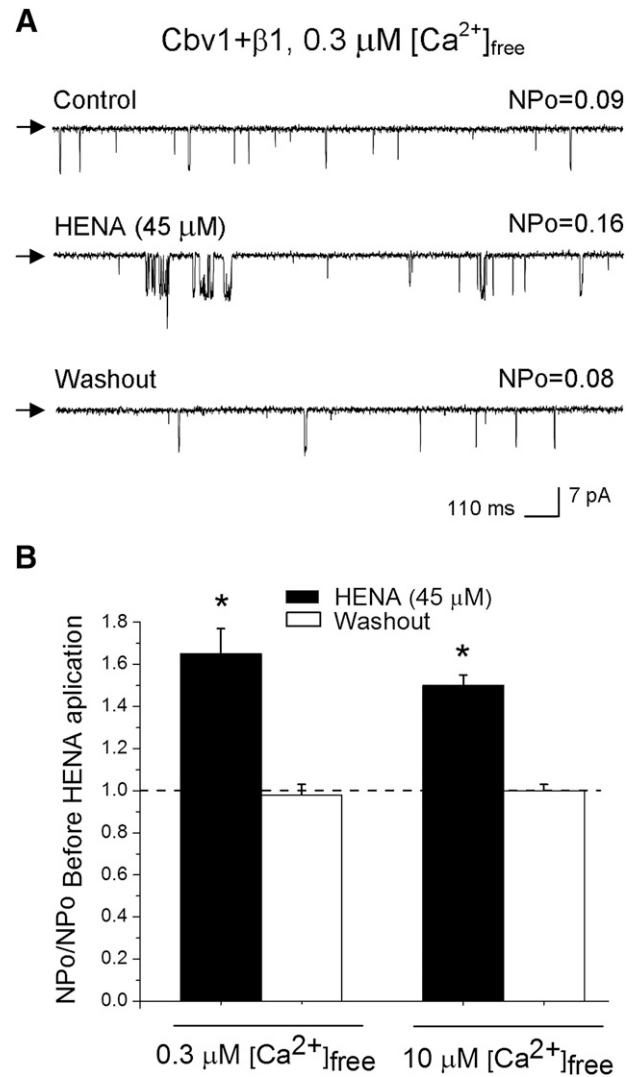 A
Cbv1+β1, 0.3 μM [Ca²⁺]free
Control NPo=0.09
HENA (45 μM) NPo=0.16
Washout NPo=0.08
110 ms 7 pA
B
* HENA (45 μM)
Washout
*
NPo/NPo Before HENA aplication
1.8
1.6
1.4
1.2
1.0
0.8
0.6
0.4
0.2
0.0
0.3 μM [Ca²⁺]free 10 μM [Ca²⁺]free